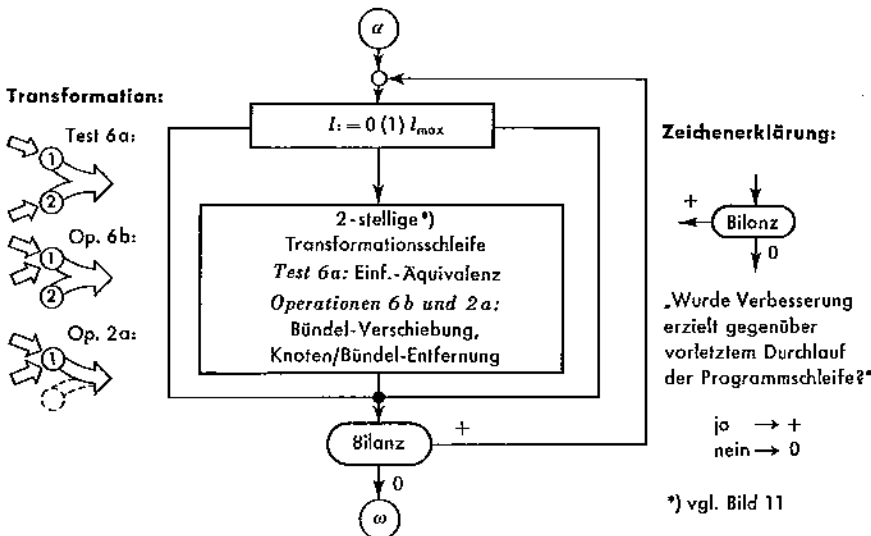 α
Transformation:
Test 6a:
1
2
Op. 6b:
1
2
Op. 2a:
1
l := 0 (1) l max
2-stellige*)
Transformationsschleife
Test 6a: Einf.-Äquivalenz
Operationen 6b und 2a:
Bündel-Verschiebung,
Knoten/Bündel-Entfernung
Bilanz
+
0
ω
Zeichenerklärung:
+
Bilanz
0
„Wurde Verbesserung
erzielt gegenüber
vorletztem Durchlauf
der Programmschleife?"
ja → +
nein → 0
*) vgl. Bild 11